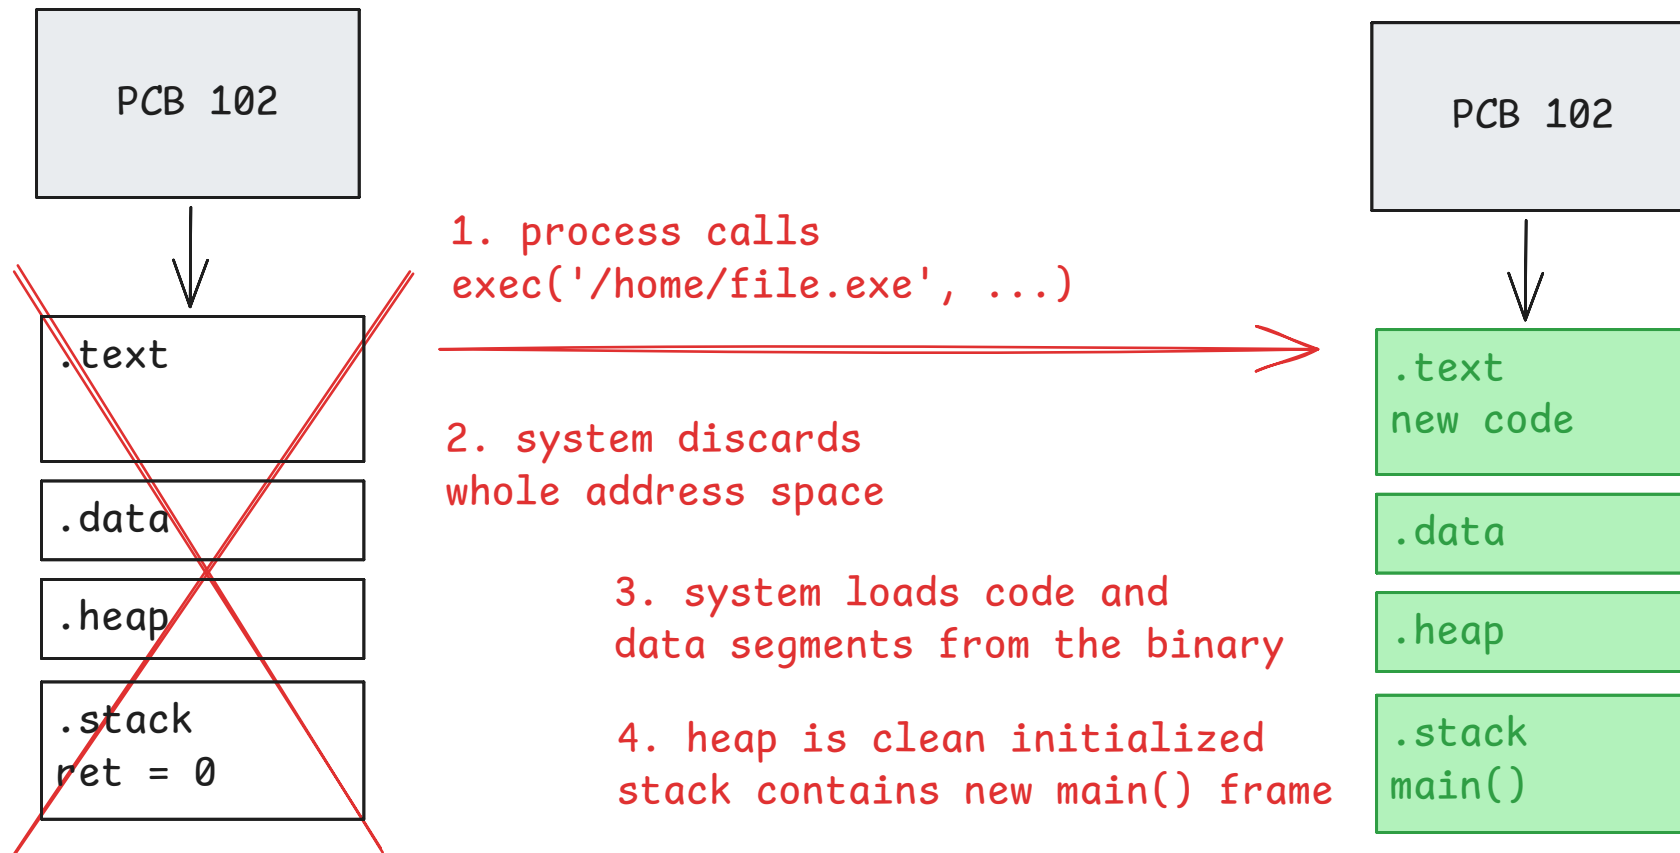 PCB 102
.text
.data
.heap
.stack
ret = 0
1. process calls
exec('/home/file.exe', ...)
2. system discards
whole address space
3. system loads code and
data segments from the binary
4. heap is clean initialized
stack contains new main() frame
PCB 102
.text
new code
.data
.heap
.stack
main()